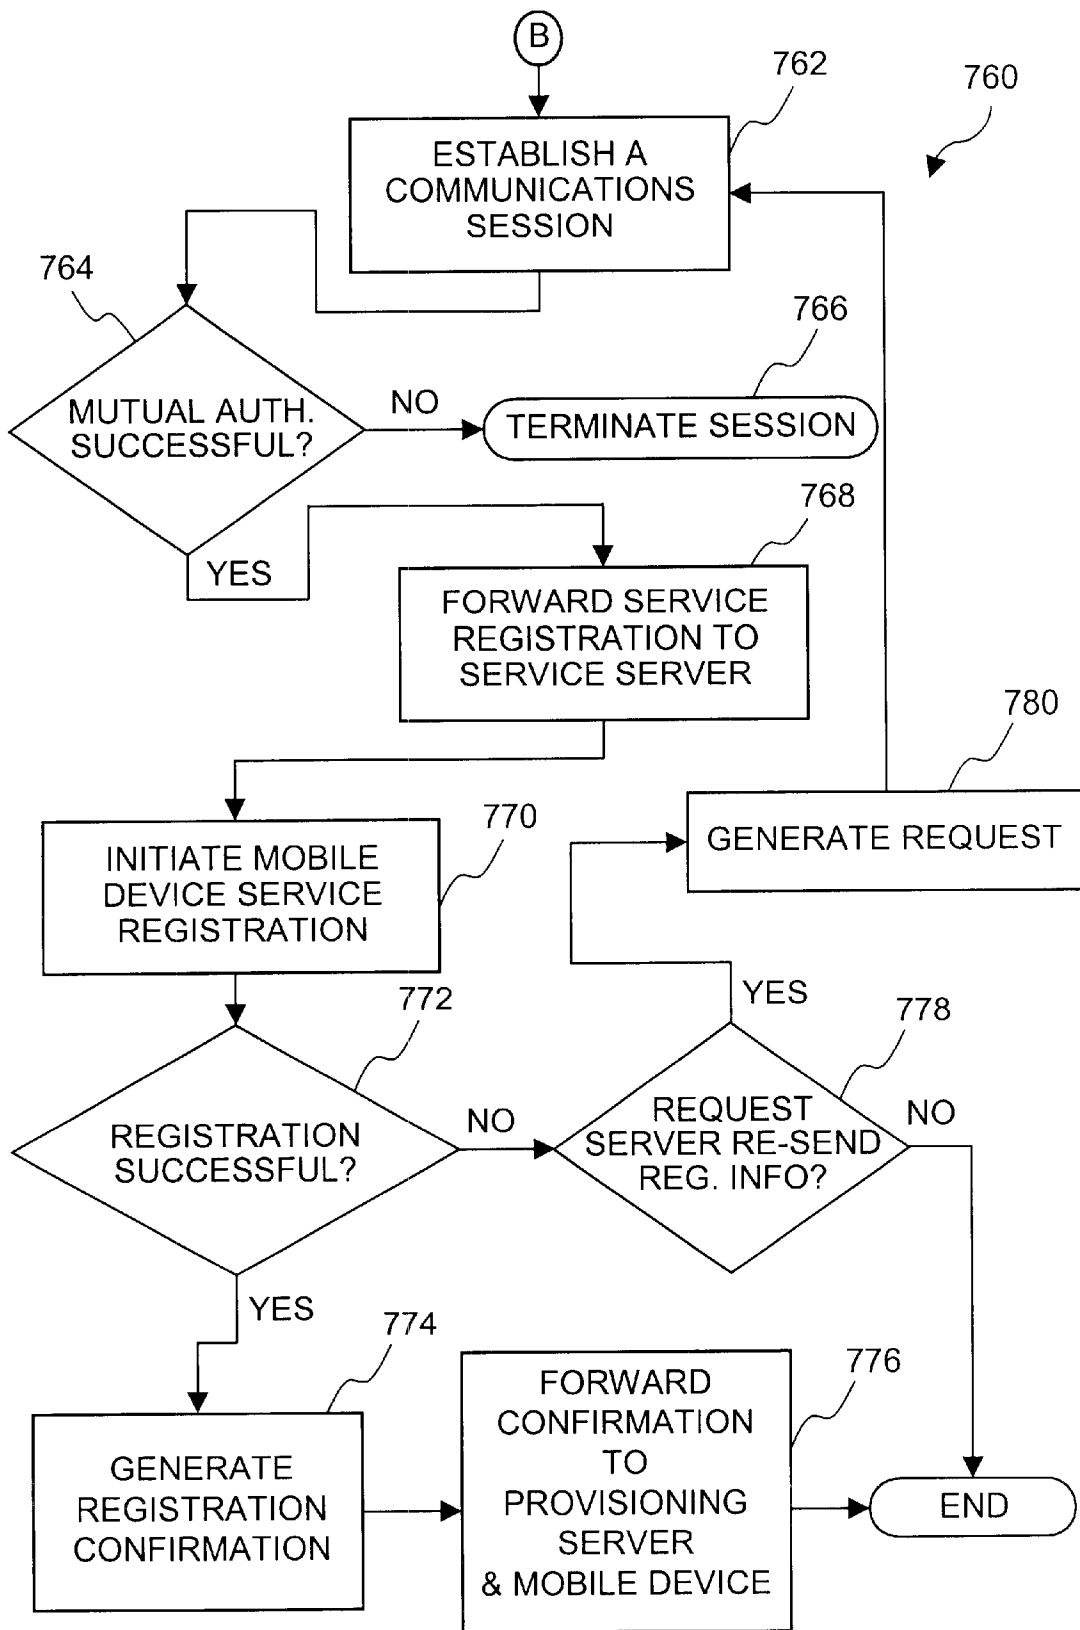 B
762
760
ESTABLISH A
COMMUNICATIONS
SESSION
764
766
MUTUAL AUTH.
SUCCESSFUL?
NO
TERMINATE SESSION
768
YES
FORWARD SERVICE
REGISTRATION TO
SERVICE SERVER
780
GENERATE REQUEST
770
INITIATE MOBILE
DEVICE SERVICE
REGISTRATION
YES
772
778
REGISTRATION
SUCCESSFUL?
NO
REQUEST
SERVER RE-SEND
REG. INFO?
NO
YES
774
776
GENERATE
REGISTRATION
CONFIRMATION
FORWARD
CONFIRMATION
TO
PROVISIONING
SERVER
& MOBILE DEVICE
END